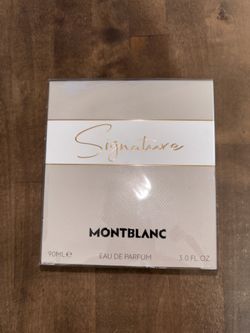 Signature
MONTBLANC
90ML℮ EAU DE PARFUM 3.0 FL.OZ